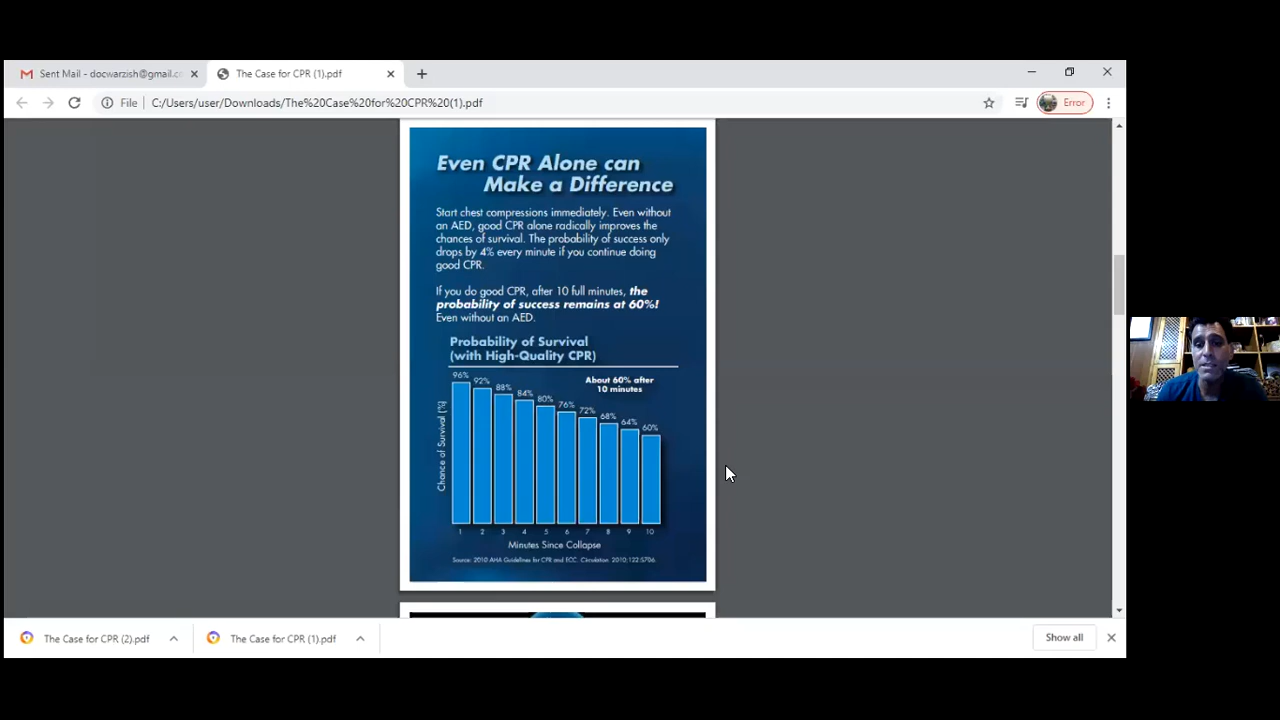 Sent Mail - docwarzish@gmail.co
The Case for CPR (1).pdf
File
C:/Users/user/Downloads/The%20Case%20for%20CPR%20(1).pdf
Error
Even CPR Alone can
Make a Difference
Start chest compressions immediately. Even without
an AED, good CPR alone radically improves the
chances of survival. The probability of success only
drops by 4% every minute if you continue doing
good CPR.
If you do good CPR, after 10 full minutes, the
probability of success remains at 60%!
Even without an AED.
Probability of Survival
(with High-Quality CPR)
About 60% after
10 minutes
96% 92% 88% 84% 80% 76% 72% 68% 64% 60%
Chance of Survival (%)
1 2 3 4 5 6 7 8 9 10
Minutes Since Collapse
Source: 2010 AHA Guidelines for CPR and ECC. Circulation. 2010;122:S706.
The Case for CPR (2).pdf
The Case for CPR (1).pdf
Show all